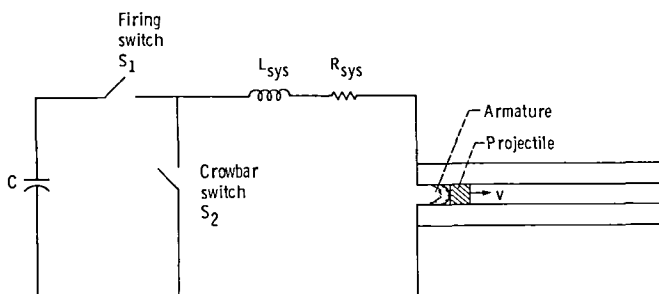 Firing
switch
S1
Lsys
Rsys
Armature
Projectile
C
Crowbar
switch
S2
v